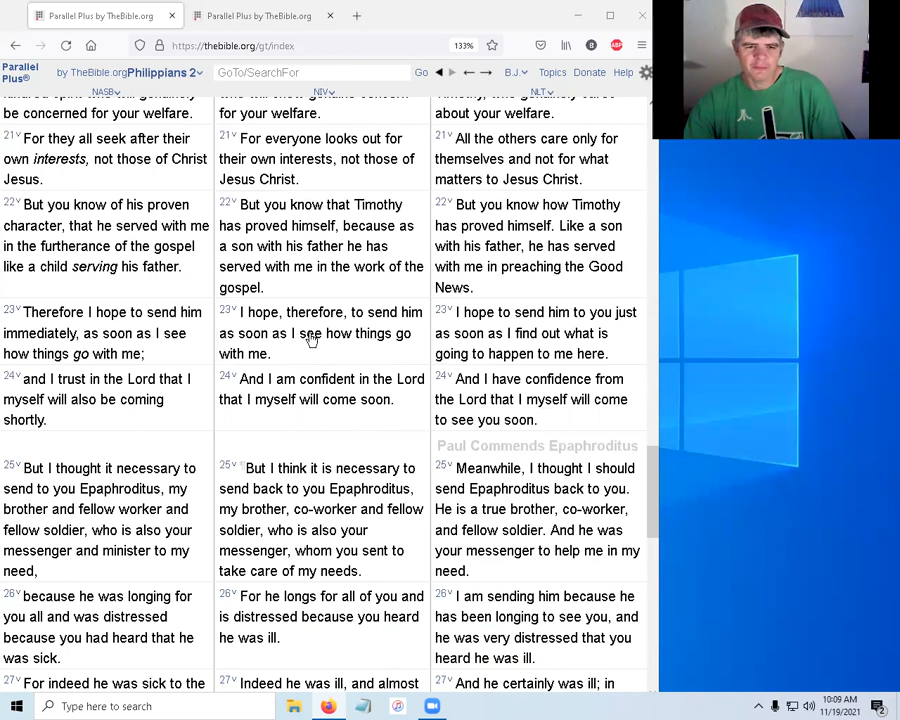 Parallel Plus by TheBible.org
Parallel Plus by TheBible.org
https://thebible.org/gt/index
133%
Parallel
Plus®
by TheBible.org
Philippians 2
GoTo/SearchFor
Go
B.J.
Topics
Donate
Help
NASB
NIV
NLT
be concerned for your welfare.
21 v For they all seek after their
own interests, not those of Christ
Jesus.
22 v But you know of his proven
character, that he served with me
in the furtherance of the gospel
like a child serving his father.
23 v Therefore I hope to send him
immediately, as soon as I see
how things go with me;
24 v and I trust in the Lord that I
myself will also be coming
shortly.
25 v But I thought it necessary to
send to you Epaphroditus, my
brother and fellow worker and
fellow soldier, who is also your
messenger and minister to my
need,
26 v because he was longing for
you all and was distressed
because you had heard that he
was sick.
27 v For indeed he was sick to the
for your welfare.
21 v For everyone looks out for
their own interests, not those of
Jesus Christ.
22 v But you know that Timothy
has proved himself, because as
a son with his father he has
served with me in the work of the
gospel.
23 v I hope, therefore, to send him
as soon as I see how things go
with me.
24 v And I am confident in the Lord
that I myself will come soon.
25 v ¶ But I think it is necessary to
send back to you Epaphroditus,
my brother, co-worker and fellow
soldier, who is also your
messenger, whom you sent to
take care of my needs.
26 v For he longs for all of you and
is distressed because you heard
he was ill.
27 v Indeed he was ill, and almost
about your welfare.
21 v All the others care only for
themselves and not for what
matters to Jesus Christ.
22 v But you know how Timothy
has proved himself. Like a son
with his father, he has served
with me in preaching the Good
News.
23 v I hope to send him to you just
as soon as I find out what is
going to happen to me here.
24 v And I have confidence from
the Lord that I myself will come
to see you soon.
Paul Commends Epaphroditus
25 v Meanwhile, I thought I should
send Epaphroditus back to you.
He is a true brother, co-worker,
and fellow soldier. And he was
your messenger to help me in my
need.
26 v I am sending him because he
has been longing to see you, and
he was very distressed that you
heard he was ill.
27 v And he certainly was ill; in
Type here to search
10:09 AM
11/19/2021
2